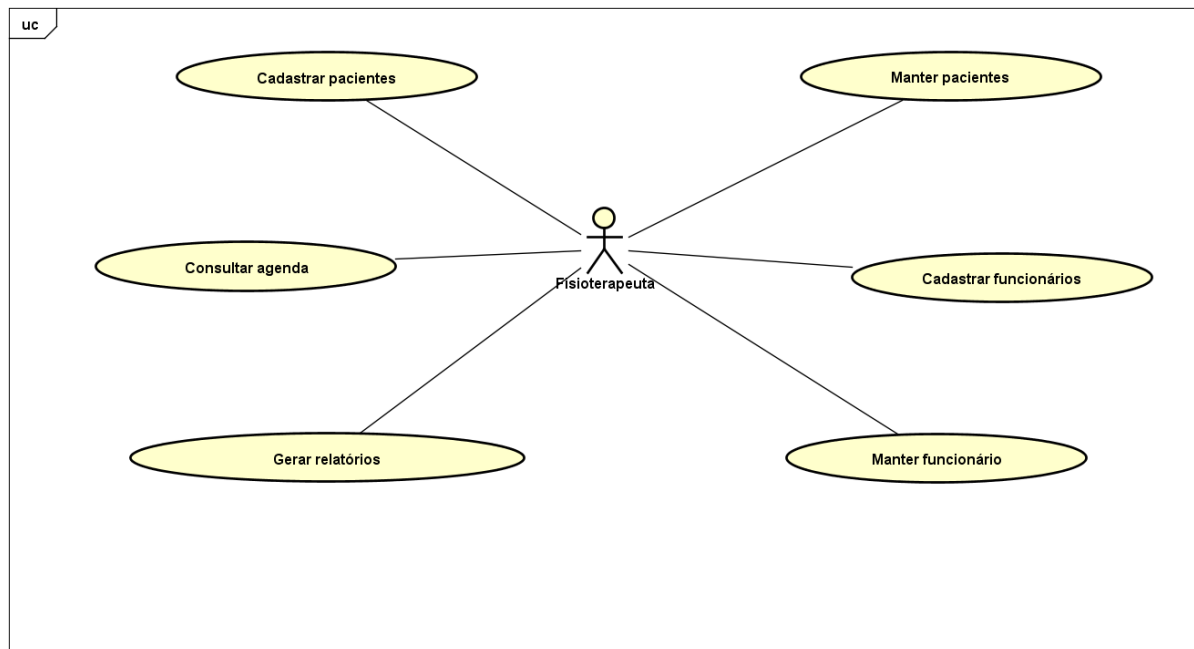 uc
Cadastrar pacientes
Manter pacientes
Fisioterapeuta
Consultar agenda
Cadastrar funcionários
Gerar relatórios
Manter funcionário